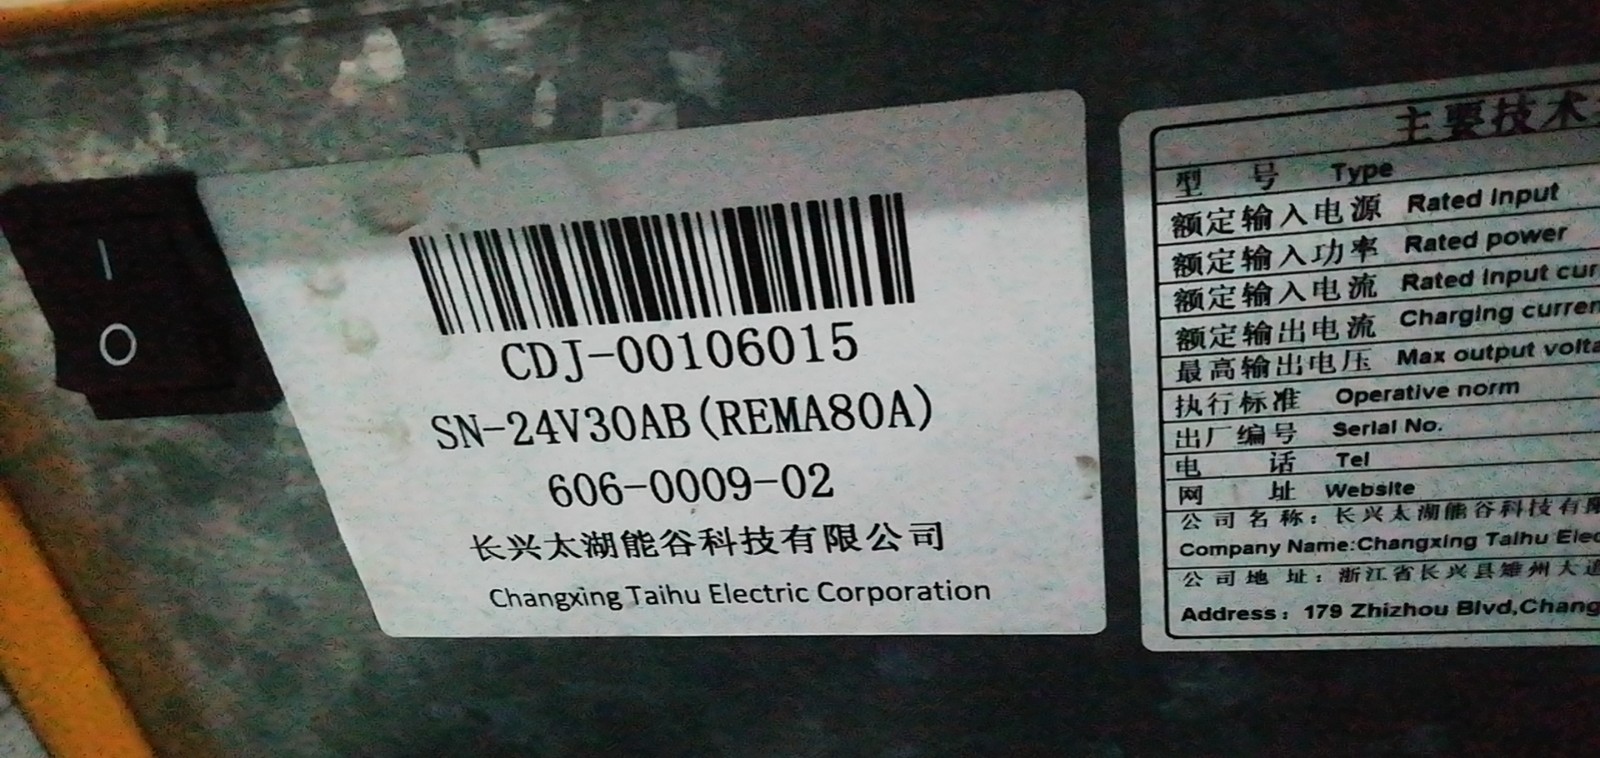 I
O
CDJ-00106015
SN-24V30AB(REMA80A)
606-0009-02
长兴太湖能谷科技有限公司
Changxing Taihu Electric Corporation
主要技术
型 号 Type
额定输入电源 Rated Input
额定输入功率 Rated power
额定输入电流 Rated Input cur
额定输出电流 Charging curren
最高输出电压 Max output volta
执行标准 Operative norm
出厂编号 Serial No.
电 话 Tel
网 址 Website
公司名称：长兴太湖能谷科技有限
Company Name:Changxing Taihu Elec
公司地址：浙江省长兴县雉州大道
Address：179 Zhizhou Blvd,Chang